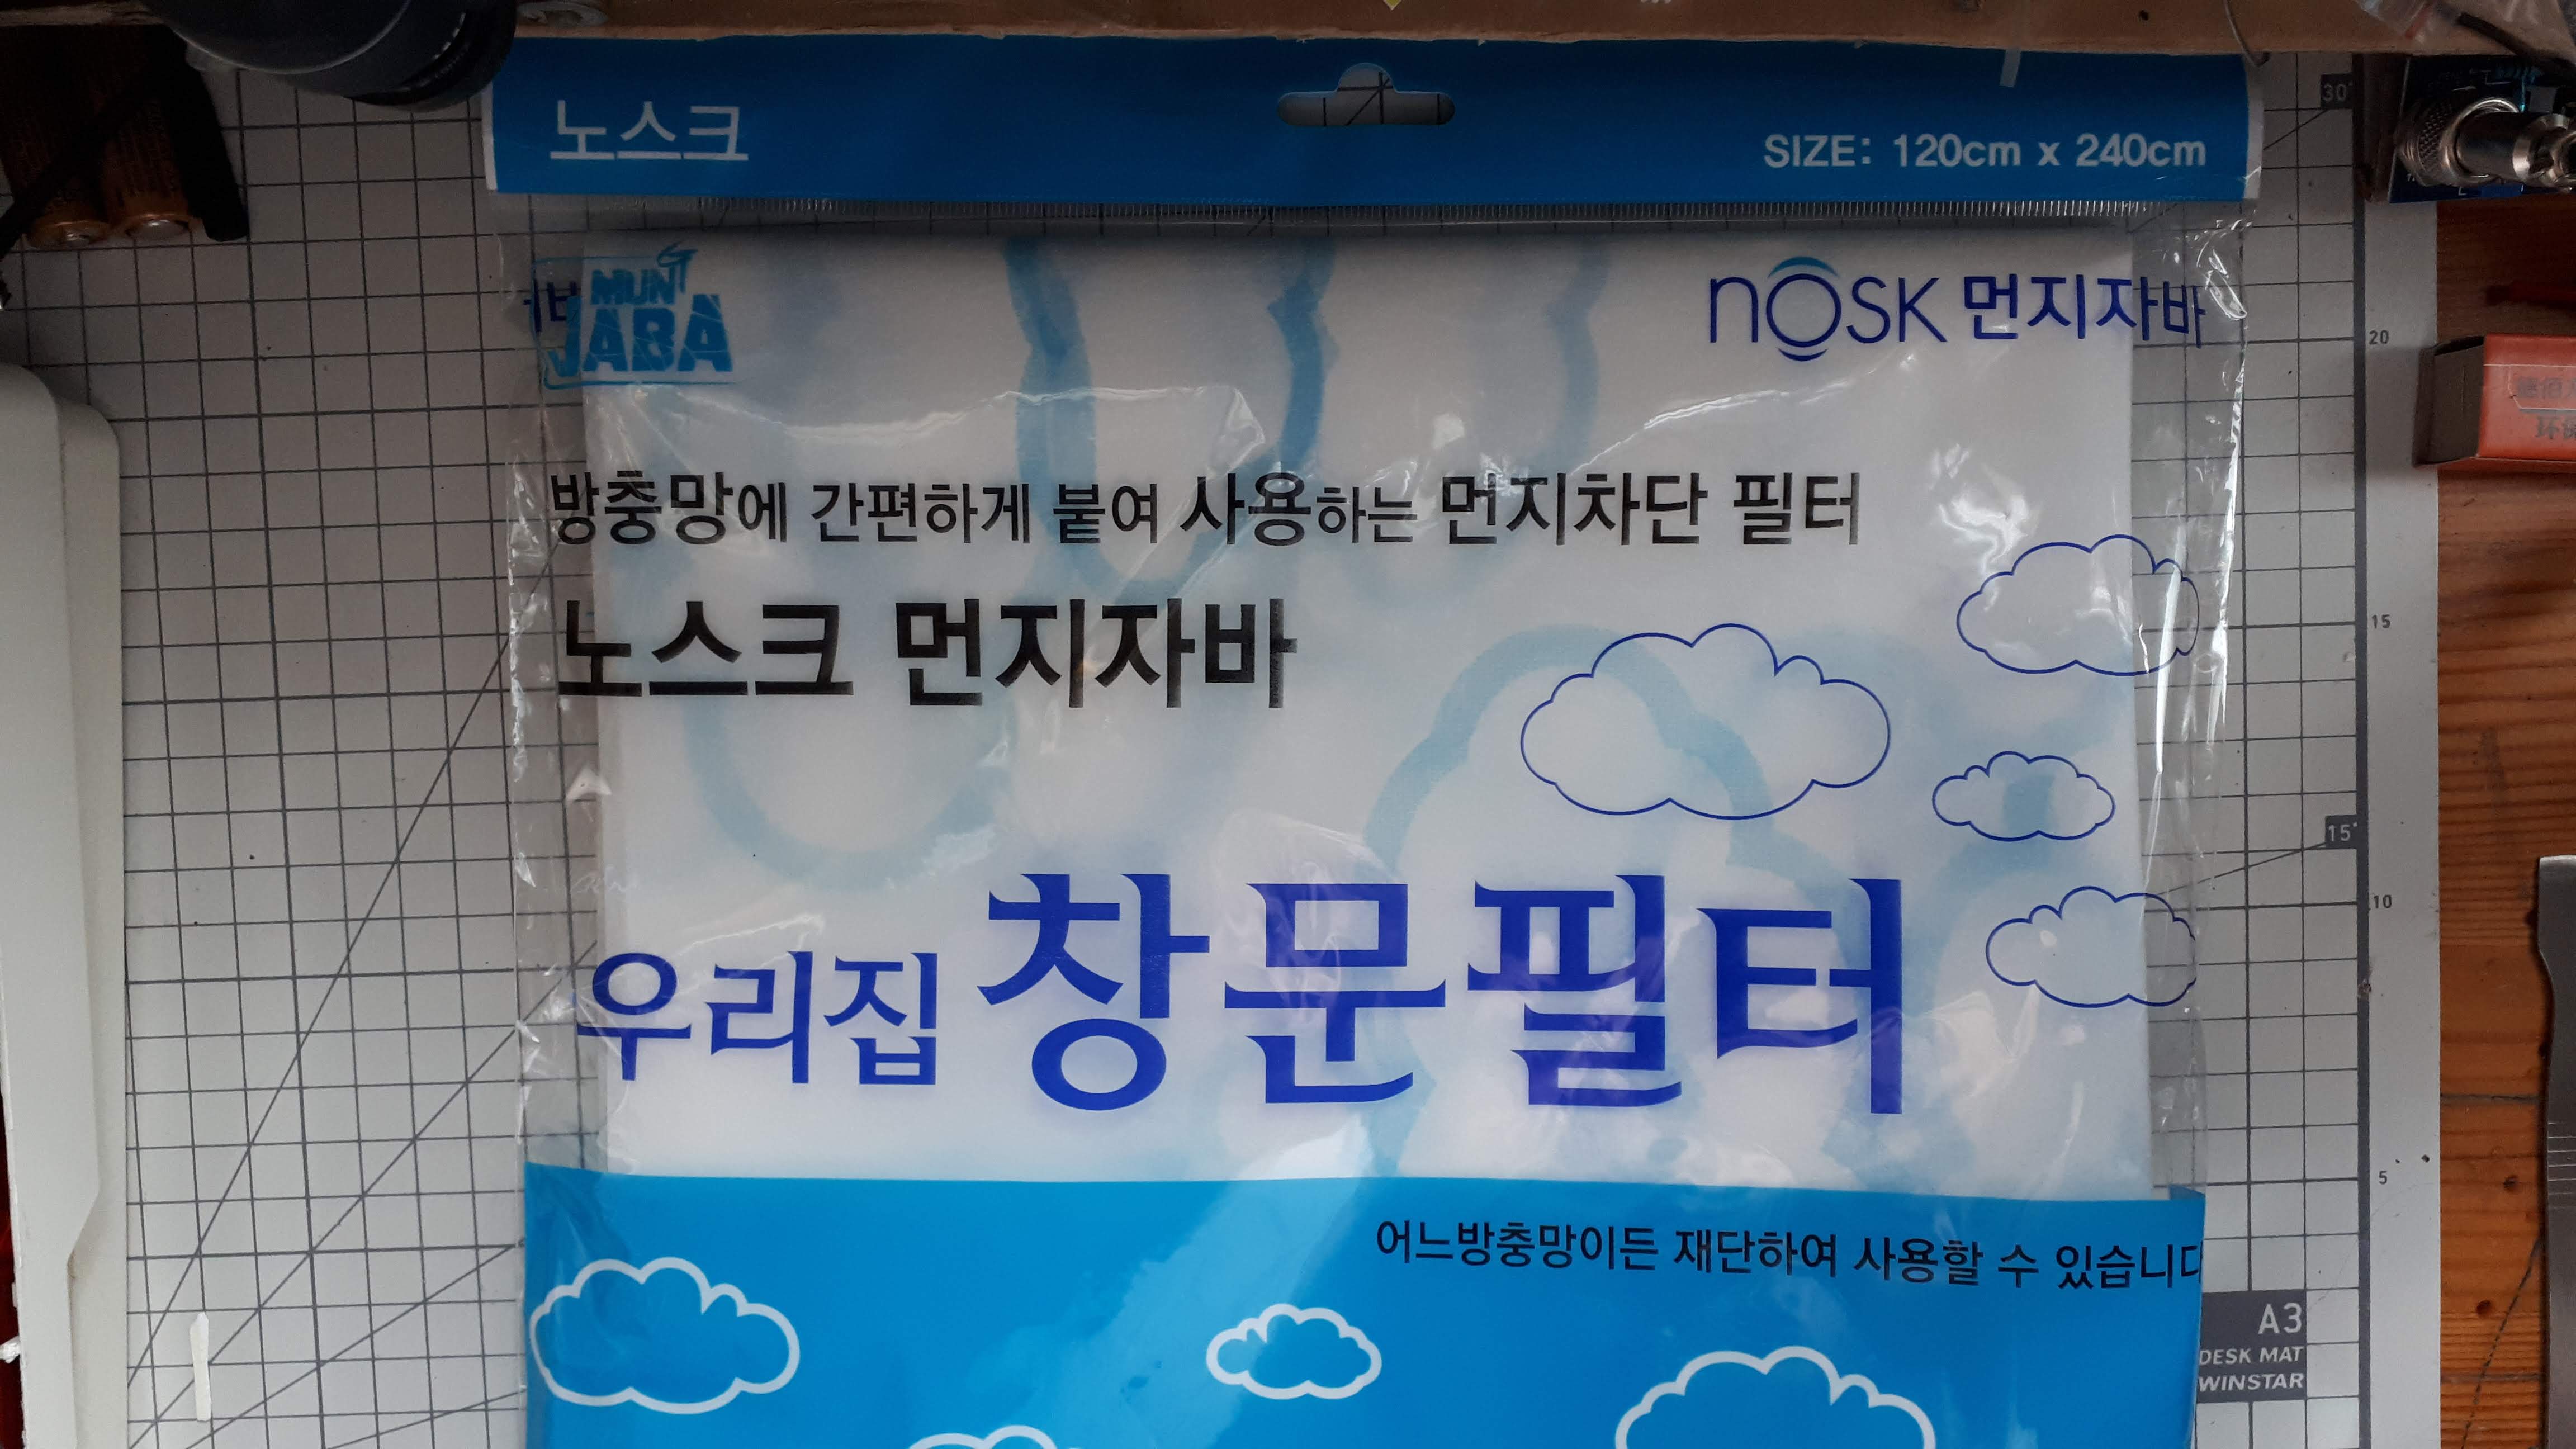 노스크
SIZE: 120cm x 240cm
MUNT
JABA
nosk 먼지자바
방충망에 간편하게 붙여 사용하는 먼지차단 필터
노스크 먼지자바
우리집 창문필터
어느방충망이든 재단하여 사용할 수 있습니다
30°
20
15
15°
10
5
A3
DESK MAT
WINSTAR